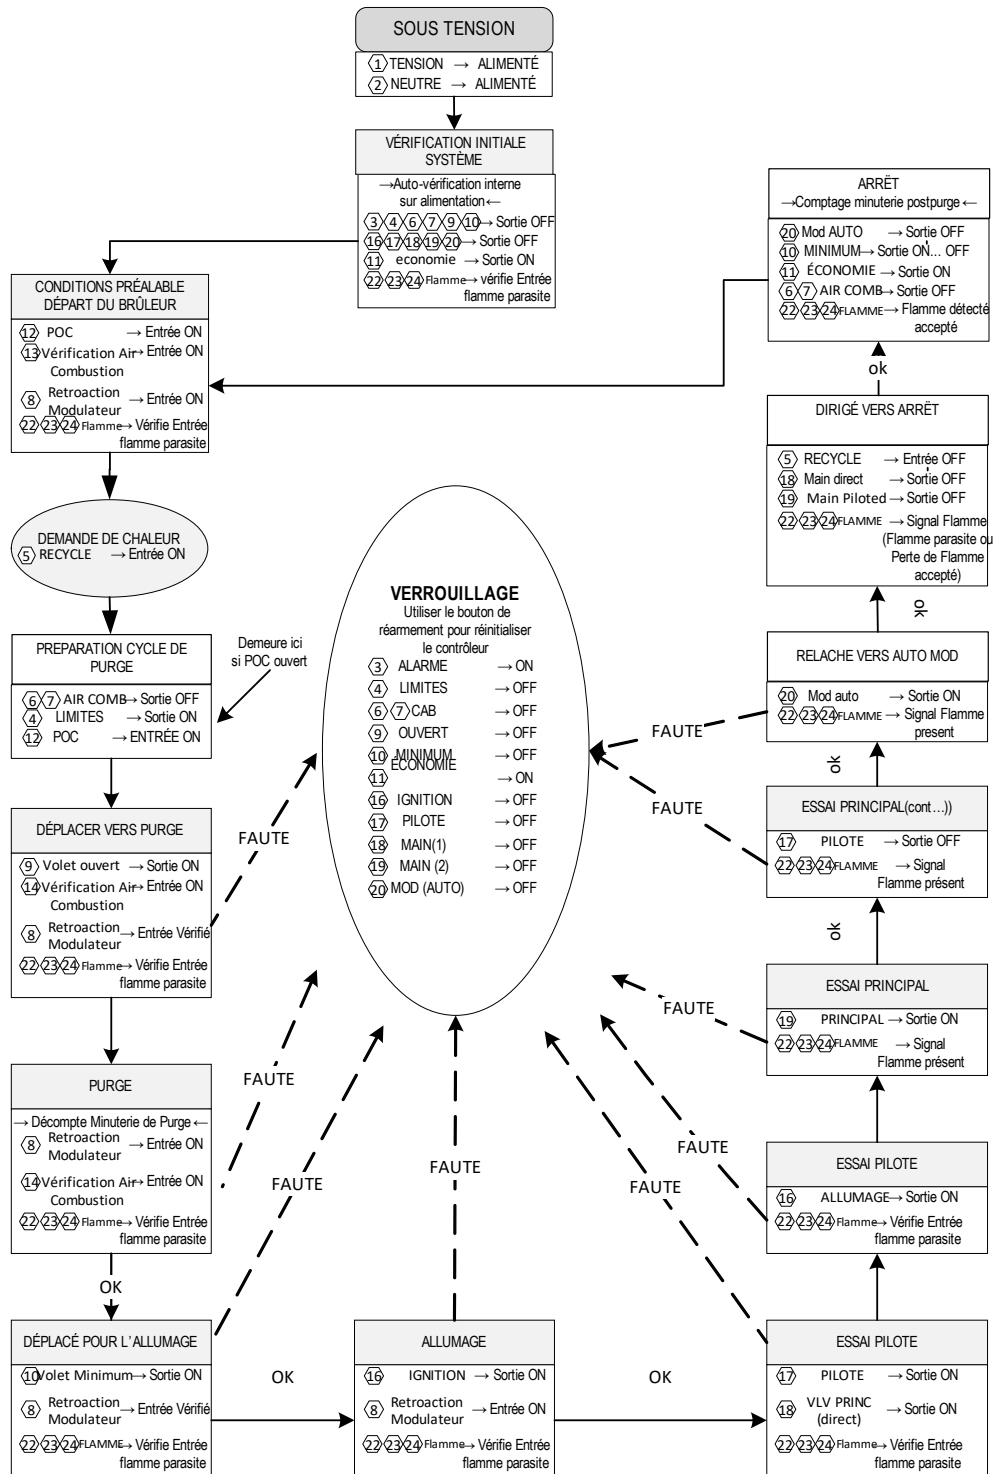 SOUS TENSION
1 TENSION → ALIMENTÉ
2 NEUTRE → ALIMENTÉ
VÉRIFICATION INITIALE
SYSTÈME
→Auto-vérification interne
sur alimentation←
3 4 6 7 9 10 → Sortie OFF
16 17 18 19 20 → Sortie OFF
11 economie → Sortie ON
22 23 24 Flamme → vérifie Entrée
flamme parasite
CONDITIONS PRÉALABLE
DÉPART DU BRÛLEUR
12 POC → Entrée ON
13 Vérification Air → Entrée ON
Combustion
8 Retroaction → Entrée ON
Modulateur
22 23 24 Flamme → Vérifie Entrée
flamme parasite
DEMANDE DE CHALEUR
5 RECYCLE → Entrée ON
PREPARATION CYCLE DE
PURGE
6 7 AIR COMB → Sortie OFF
4 LIMITES → Sortie ON
12 POC → ENTRÉE ON
Demeure ici
si POC ouvert
DÉPLACER VERS PURGE
9 Volet ouvert → Sortie ON
14 Vérification Air → Entrée ON
Combustion
8 Retroaction → Entrée Vérifié
Modulateur
22 23 24 Flamme → Vérifie Entrée
flamme parasite
FAUTE
PURGE
→ Décompte Minuterie de Purge ←
8 Retroaction → Entrée ON
Modulateur
14 Vérification Air → Entrée ON
Combustion
22 23 24 Flamme → Vérifie Entrée
flamme parasite
FAUTE
OK
DÉPLACÉ POUR L'ALLUMAGE
10 Volet Minimum → Sortie ON
8 Retroaction → Entrée Vérifié
Modulateur
22 23 24 FLAMME → Vérifie Entrée
flamme parasite
FAUTE
OK
ALLUMAGE
16 IGNITION → Sortie ON
8 Retroaction → Entrée ON
Modulateur
22 23 24 Flamme → Vérifie Entrée
flamme parasite
FAUTE
OK
ESSAI PILOTE
17 PILOTE → Sortie ON
18 VLV PRINC → Sortie ON
(direct)
22 23 24 Flamme → Vérifie Entrée
flamme parasite
FAUTE
ESSAI PILOTE
16 ALLUMAGE → Sortie ON
22 23 24 Flamme → Vérifie Entrée
flamme parasite
FAUTE
ESSAI PRINCIPAL
19 PRINCIPAL → Sortie ON
22 23 24 FLAMME → Signal
Flamme présent
FAUTE
ok
ESSAI PRINCIPAL(cont...))
17 PILOTE → Sortie OFF
22 23 24 FLAMME → Signal
Flamme présent
FAUTE
ok
RELACHE VERS AUTO MOD
20 Mod auto → Sortie ON
22 23 24 FLAMME → Signal Flamme
present
FAUTE
ok
DIRIGÉ VERS ARRÊT
5 RECYCLE → Entrée OFF
18 Main direct → Sortie OFF
19 Main Piloted → Sortie OFF
22 23 24 FLAMME → Signal Flamme
(Flamme parasite ou
Perte de Flamme
accepté)
ok
ARRËT
→Comptage minuterie postpurge ←
20 Mod AUTO → Sortie OFF
10 MINIMUM → Sortie ON... OFF
11 ÉCONOMIE → Sortie ON
6 7 AIR COMB → Sortie OFF
22 23 24 FLAMME → Flamme détecté
accepté
VERROUILLAGE
Utiliser le bouton de
réarmement pour réinitialiser
le contrôleur
3 ALARME → ON
4 LIMITES → OFF
6 7 CAB → OFF
9 OUVERT → OFF
10 MINIMUM → OFF
11 ÉCONOMIE → ON
16 IGNITION → OFF
17 PILOTE → OFF
18 MAIN(1) → OFF
19 MAIN (2) → OFF
20 MOD (AUTO) → OFF